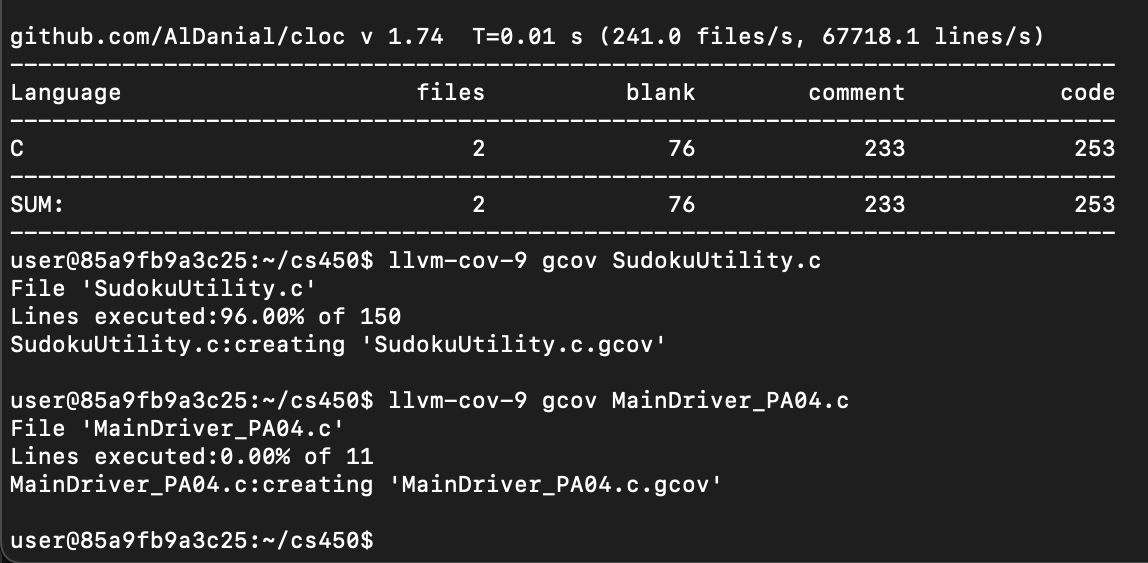 github.com/AlDanial/cloc v 1.74  T=0.01 s (241.0 files/s, 67718.1 lines/s)
-------------------------------------------------------------------------------
Language                     files          blank        comment           code
-------------------------------------------------------------------------------
C                                2             76            233            253
-------------------------------------------------------------------------------
SUM:                             2             76            233            253
-------------------------------------------------------------------------------
user@85a9fb9a3c25:~/cs450$ llvm-cov-9 gcov SudokuUtility.c
File 'SudokuUtility.c'
Lines executed:96.00% of 150
SudokuUtility.c:creating 'SudokuUtility.c.gcov'

user@85a9fb9a3c25:~/cs450$ llvm-cov-9 gcov MainDriver_PA04.c
File 'MainDriver_PA04.c'
Lines executed:0.00% of 11
MainDriver_PA04.c:creating 'MainDriver_PA04.c.gcov'

user@85a9fb9a3c25:~/cs450$